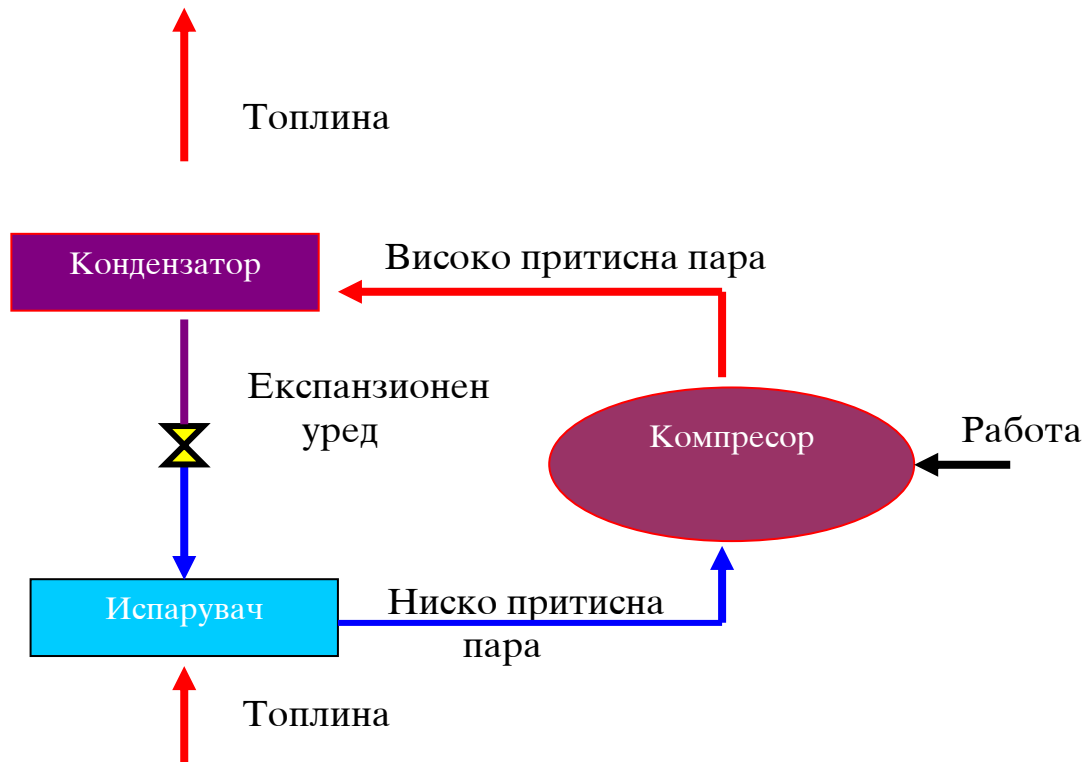 Топлина
Кондензатор
Високо притисна пара
Експанзионен
уред
Компресор
Работа
Испарувач
Ниско притисна
пара
Топлина